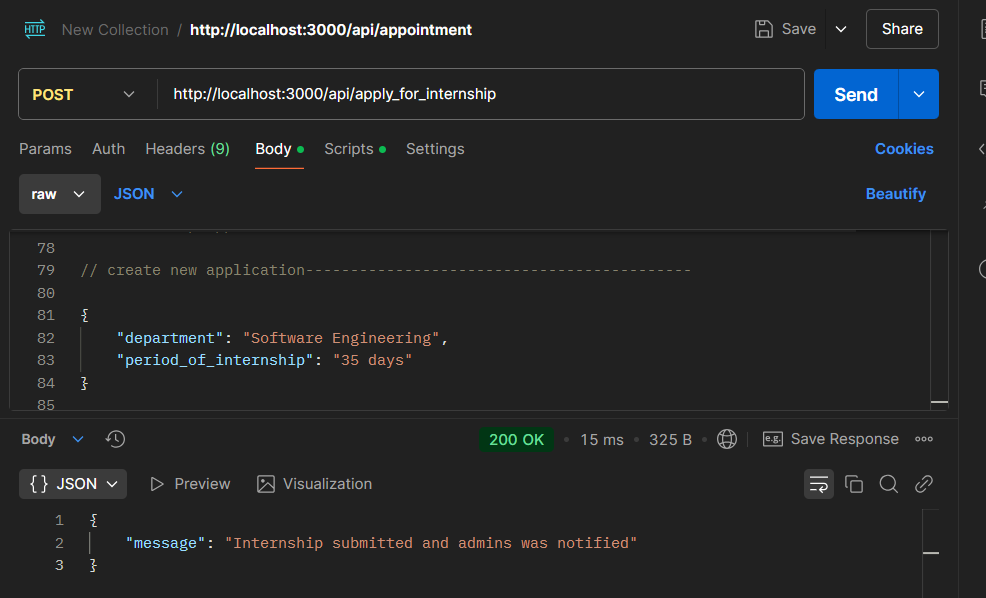 HTTP New Collection / http://localhost:3000/api/appointment Save Share
POST http://localhost:3000/api/apply_for_internship Send
Params Auth Headers (9) Body Scripts Settings Cookies
raw JSON Beautify
78
79 // create new application-------------------------------------------
80
81 {
82 "department": "Software Engineering",
83 "period_of_internship": "35 days"
84 }
85
Body 200 OK • 15 ms • 325 B • e.g. Save Response
{} JSON Preview Visualization
1 {
2 "message": "Internship submitted and admins was notified"
3 }